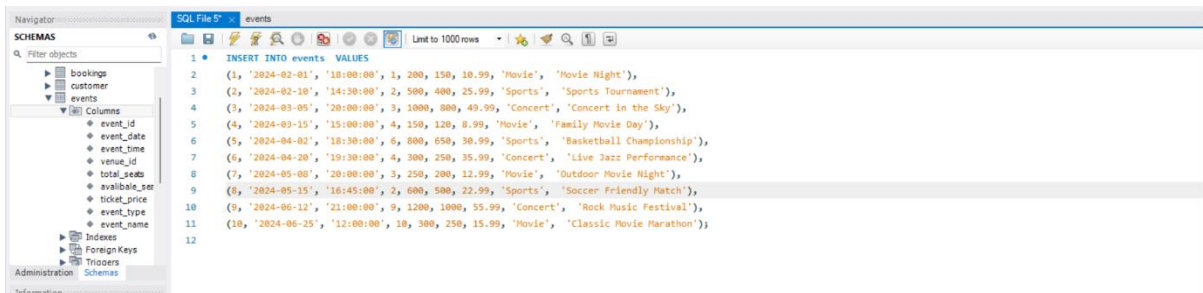 Navigator
SCHEMAS
Filter objects
bookings
customer
events
Columns
event_id
event_date
event_time
venue_id
total_seats
avalibale_sea
ticket_price
event_type
event_name
Indexes
Foreign Keys
Triggers
Administration Schemas
Information
SQL File 5* events
Limit to 1000 rows
1 INSERT INTO events VALUES
2 (1, '2024-02-01', '18:00:00', 1, 200, 150, 10.99, 'Movie', 'Movie Night'),
3 (2, '2024-02-10', '14:30:00', 2, 500, 400, 25.99, 'Sports', 'Sports Tournament'),
4 (3, '2024-03-05', '20:00:00', 3, 1000, 800, 49.99, 'Concert', 'Concert in the Sky'),
5 (4, '2024-03-15', '15:00:00', 4, 150, 120, 8.99, 'Movie', 'Family Movie Day'),
6 (5, '2024-04-02', '18:30:00', 6, 800, 650, 30.99, 'Sports', 'Basketball Championship'),
7 (6, '2024-04-20', '19:30:00', 4, 300, 250, 35.99, 'Concert', 'Live Jazz Performance'),
8 (7, '2024-05-08', '20:00:00', 3, 250, 200, 12.99, 'Movie', 'Outdoor Movie Night'),
9 (8, '2024-05-15', '16:45:00', 2, 600, 500, 22.99, 'Sports', 'Soccer Friendly Match'),
10 (9, '2024-06-12', '21:00:00', 9, 1200, 1000, 55.99, 'Concert', 'Rock Music Festival'),
11 (10, '2024-06-25', '12:00:00', 10, 300, 250, 15.99, 'Movie', 'Classic Movie Marathon');
12